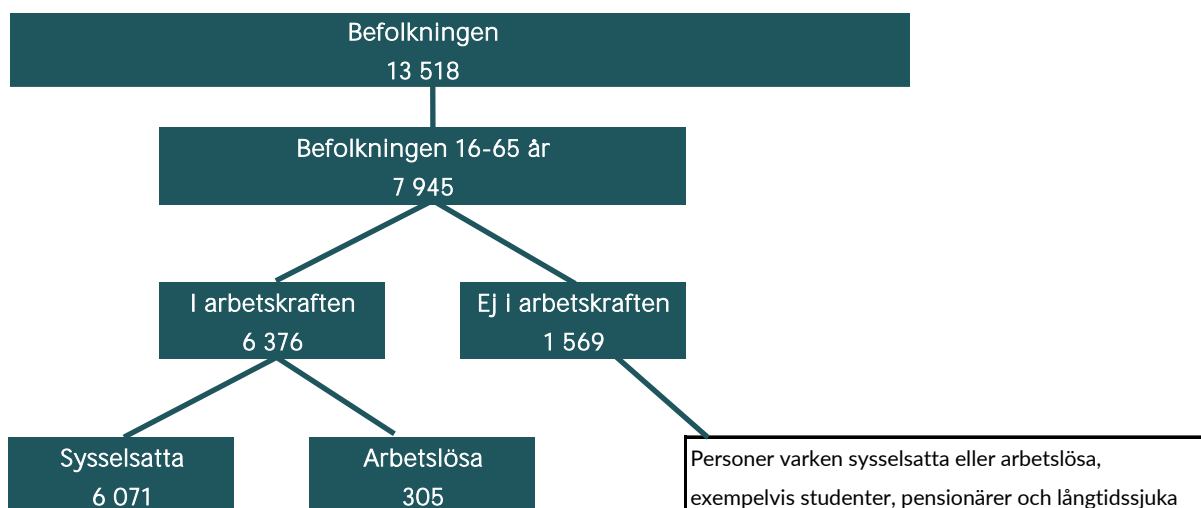 Befolkningen
13 518
Befolkningen 16-65 år
7 945
I arbetskraften
6 376
Ej i arbetskraften
1 569
Sysselsatta
6 071
Arbetslösa
305
Personer varken sysselsatta eller arbetslösa,
exempelvis studenter, pensionärer och långtidssjuka